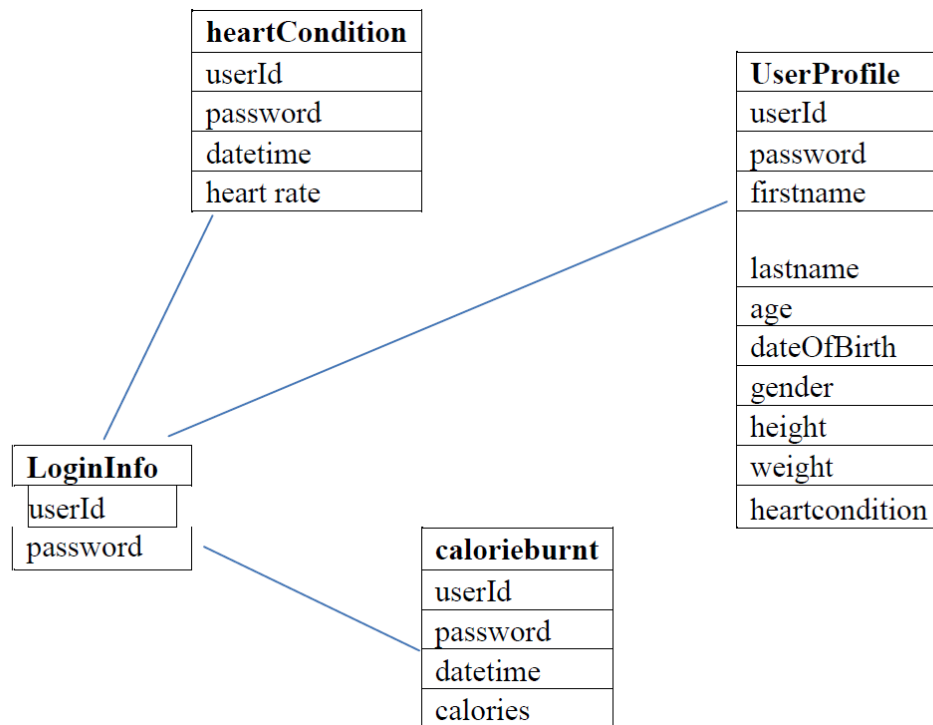 heartCondition
userId
password
datetime
heart rate
UserProfile
userId
password
firstname
lastname
age
dateOfBirth
gender
height
weight
heartcondition
LoginInfo
userId
password
calorieburnt
userId
password
datetime
calories